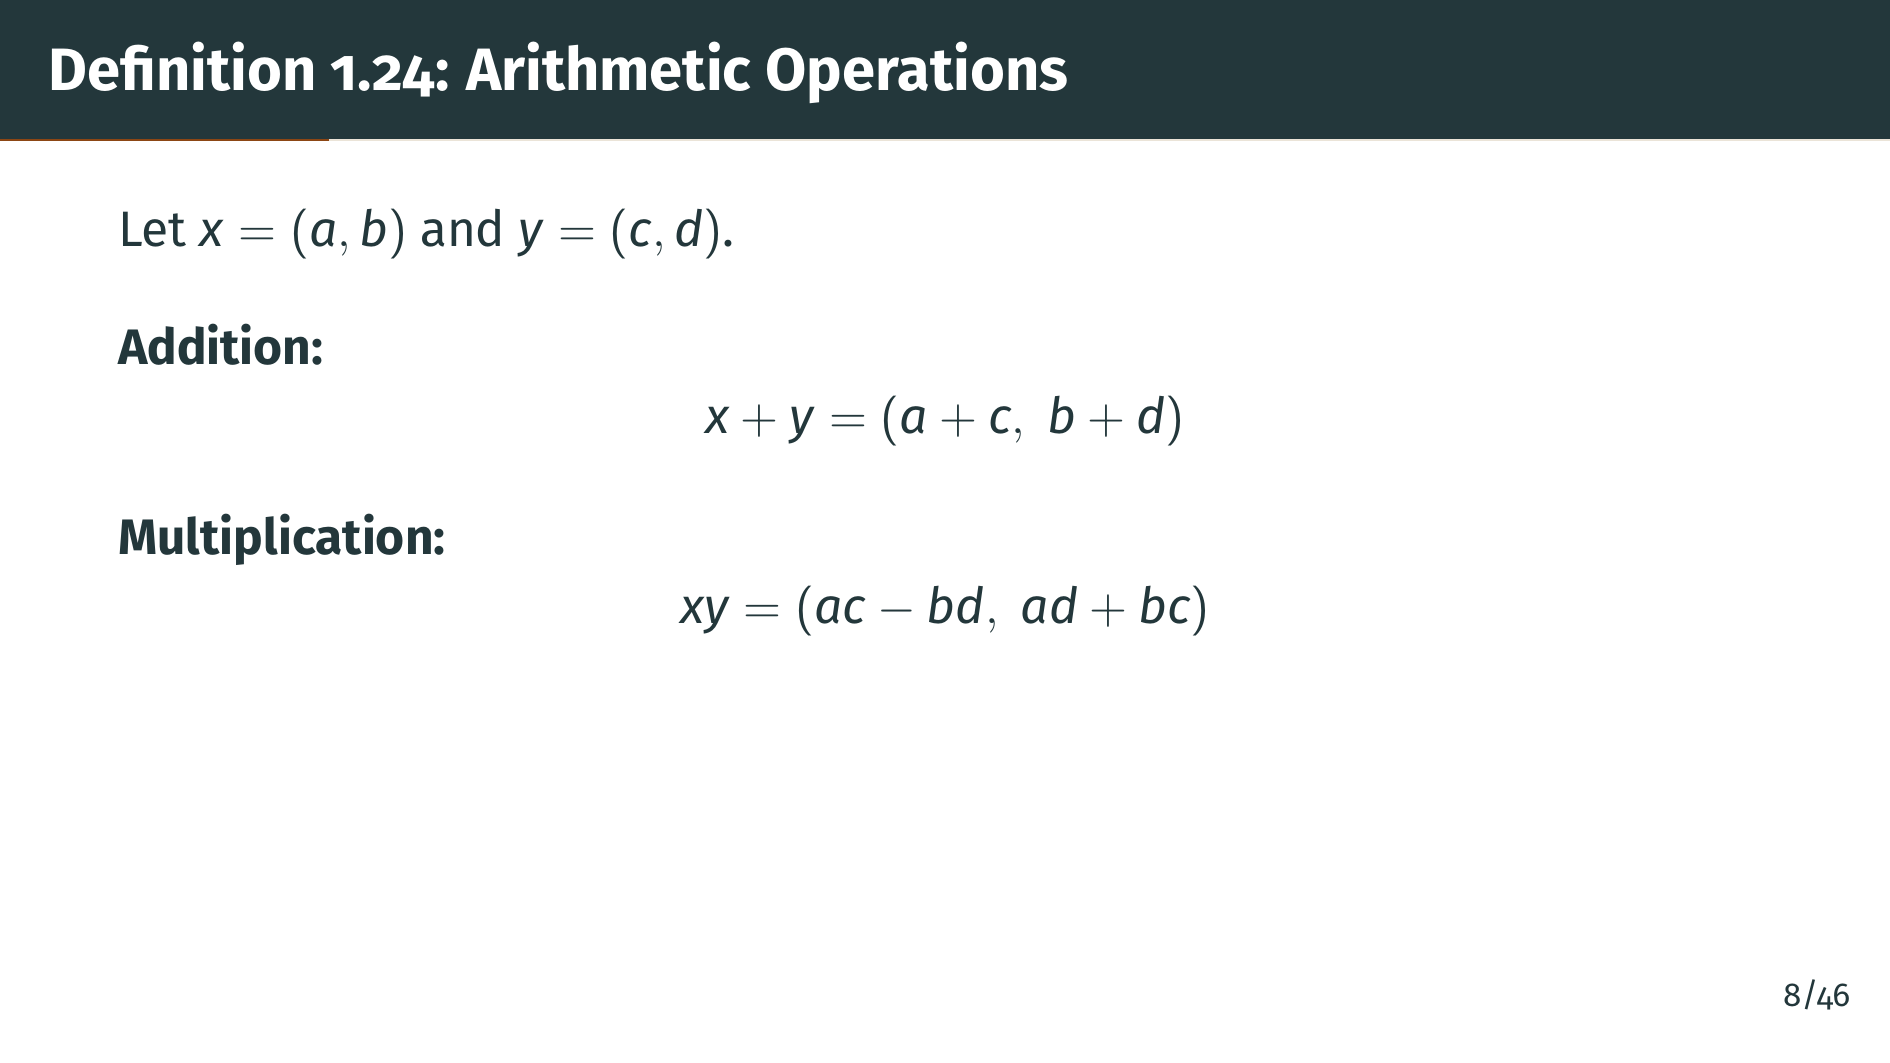 Definition 1.24: Arithmetic Operations
Let x = (a, b) and y = (c, d).
Addition:
x + y = (a + c, b + d)
Multiplication:
xy = (ac − bd, ad + bc)
8/46